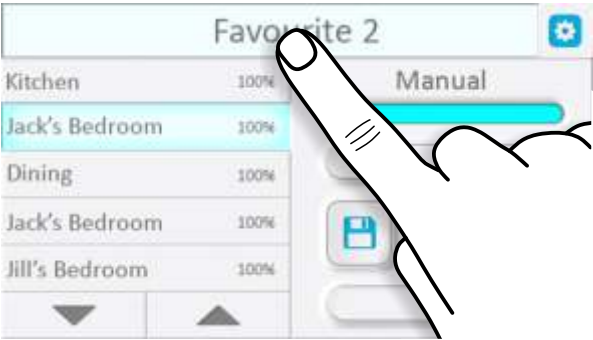 Favourite 2
Kitchen 100%
Manual
Jack's Bedroom 100%
Dining 100%
Jack's Bedroom 100%
Jill's Bedroom 100%